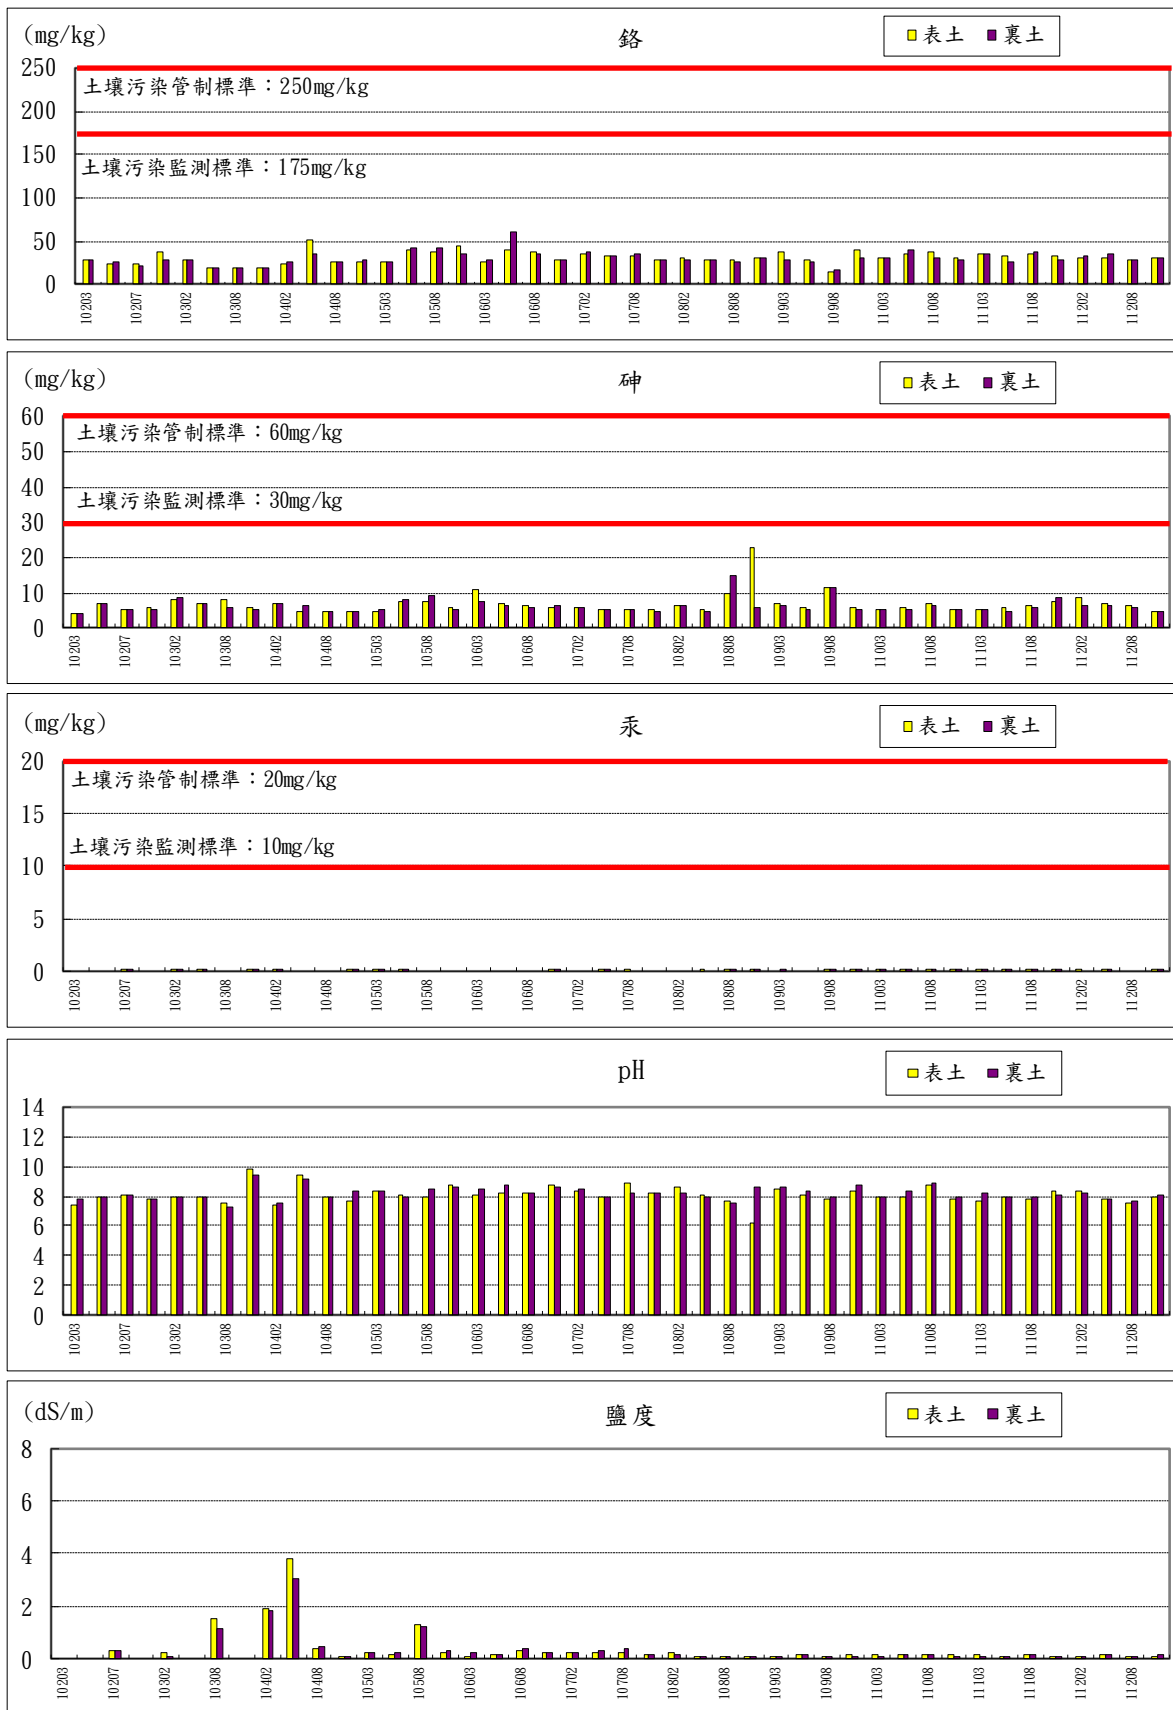 (mg/kg)
鉻
表土 裏土
250
土壤污染管制標準：250mg/kg
200
150
土壤污染監測標準：175mg/kg
100
50
0
10203 10207 10302 10308 10402 10408 10503 10508 10603 10608 10702 10708 10802 10808 10903 10908 11003 11008 11103 11108 11202 11208
(mg/kg)
砷
表土 裏土
60
土壤污染管制標準：60mg/kg
50
40
土壤污染監測標準：30mg/kg
30
20
10
0
10203 10207 10302 10308 10402 10408 10503 10508 10603 10608 10702 10708 10802 10808 10903 10908 11003 11008 11103 11108 11202 11208
(mg/kg)
汞
表土 裏土
20
土壤污染管制標準：20mg/kg
15
土壤污染監測標準：10mg/kg
10
5
0
10203 10207 10302 10308 10402 10408 10503 10508 10603 10608 10702 10708 10802 10808 10903 10908 11003 11008 11103 11108 11202 11208
pH
表土 裏土
14
12
10
8
6
4
2
0
10203 10207 10302 10308 10402 10408 10503 10508 10603 10608 10702 10708 10802 10808 10903 10908 11003 11008 11103 11108 11202 11208
(dS/m)
鹽度
表土 裏土
8
6
4
2
0
10203 10207 10302 10308 10402 10408 10503 10508 10603 10608 10702 10708 10802 10808 10903 10908 11003 11008 11103 11108 11202 11208